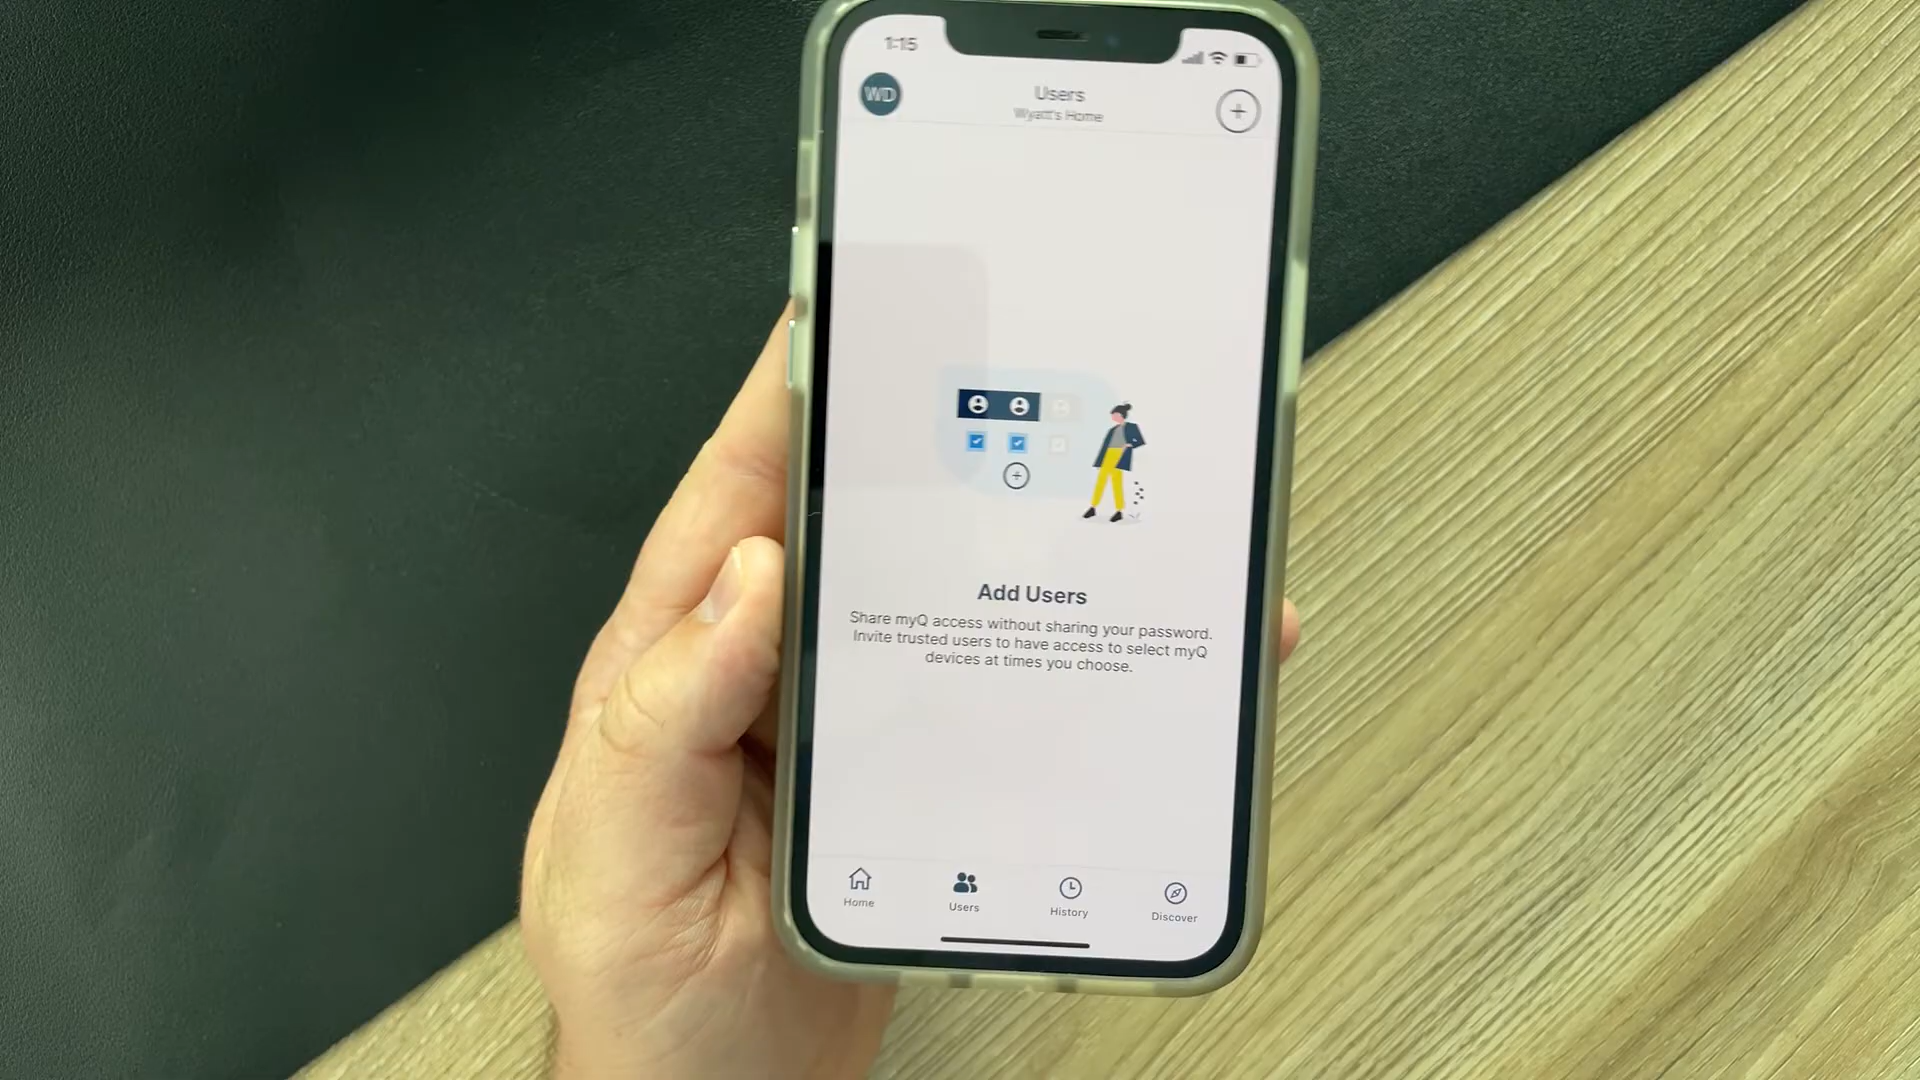 1:15
WD
Users
Wyatt's Home
Add Users
Share myQ access without sharing your password.
Invite trusted users to have access to select myQ
devices at times you choose.
Home
Users
History
Discover